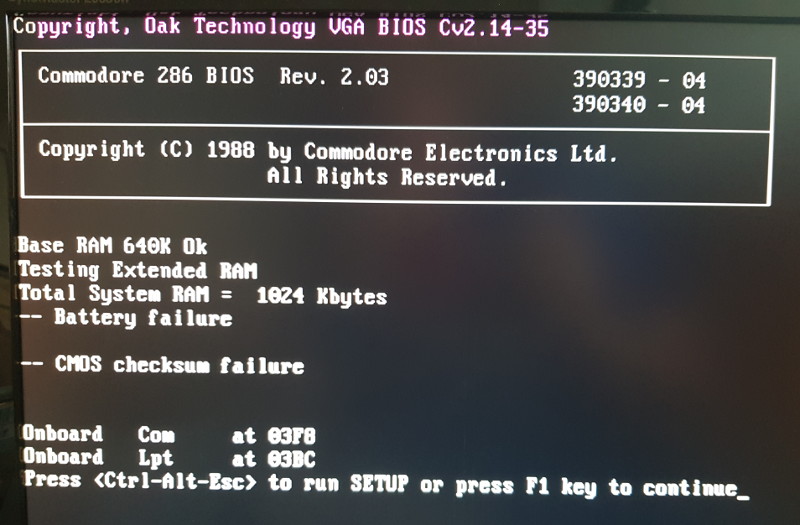 Copyright, Oak Technology VGA BIOS Cv2.14-35
Commodore 286 BIOS Rev. 2.03 390339 - 04
390340 - 04
Copyright (C) 1988 by Commodore Electronics Ltd.
All Rights Reserved.
Base RAM 640K Ok
Testing Extended RAM
Total System RAM = 1024 Kbytes
-- Battery failure
-- CMOS checksum failure
Onboard Com at 03F8
Onboard Lpt at 03BC
Press <Ctrl-Alt-Esc> to run SETUP or press F1 key to continue_